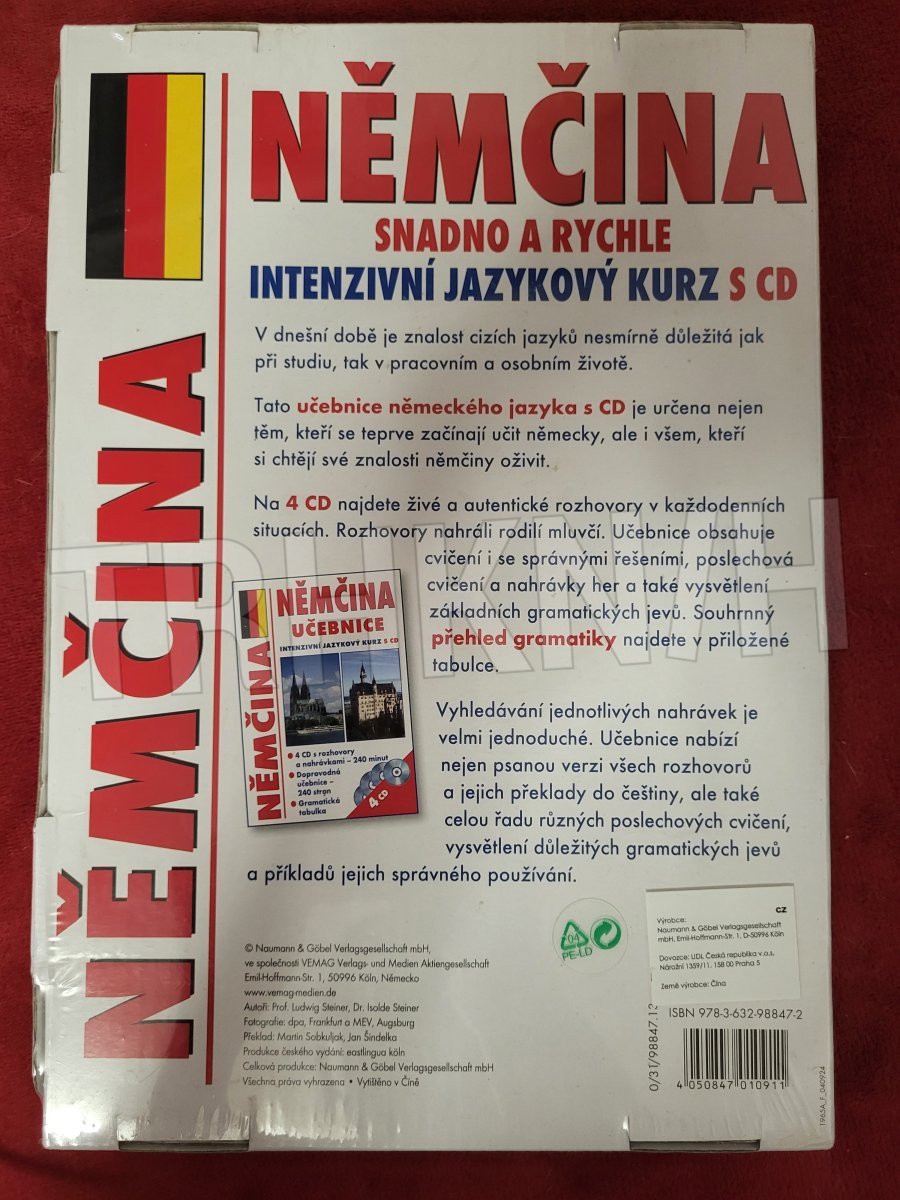 NĚMČINA
NĚMČINA
SNADNO A RYCHLE
INTENZIVNÍ JAZYKOVÝ KURZ S CD
V dnešní době je znalost cizích jazyků nesmírně důležitá jak
při studiu, tak v pracovním a osobním životě.
Tato učebnice německého jazyka s CD je určena nejen
těm, kteří se teprve začínají učit německy, ale i všem, kteří
si chtějí své znalosti němčiny oživit.
Na 4 CD najdete živé a autentické rozhovory v každodenních
situacích. Rozhovory nahráli rodilí mluvčí. Učebnice obsahuje
cvičení i se správnými řešeními, poslechová
cvičení a nahrávky her a také vysvětlení
základních gramatických jevů. Souhrnný
přehled gramatiky najdete v přiložené
tabulce.
NĚMČINA
NĚMČINA
UČEBNICE
INTENZIVNÍ JAZYKOVÝ KURZ S CD
• 4 CD s rozhovory
a nahrávkami – 240 minut
• Doprovodná
učebnice –
240 stran
• Gramatická
tabulka
4 CD
Vyhledávání jednotlivých nahrávek je
velmi jednoduché. Učebnice nabízí
nejen psanou verzi všech rozhovorů
a jejich překlady do češtiny, ale také
celou řadu různých poslechových cvičení,
vysvětlení důležitých gramatických jevů
a příkladů jejich správného používání.
© Naumann & Göbel Verlagsgesellschaft mbH,
ve společnosti VEMAG Verlags- und Medien Aktiengesellschaft
Emil-Hoffmann-Str. 1, 50996 Köln, Německo
www.vemag-medien.de
Autoři: Prof. Ludwig Steiner, Dr. Isolde Steiner
Fotografie: dpa, Frankfurt a MEV, Augsburg
Překlad: Martin Sobkuljak, Jan Šindelka
Produkce českého vydání: eastlingua köln
Celková produkce: Naumann & Göbel Verlagsgesellschaft mbH
Všechna práva vyhrazena • Vytištěno v Číně
04
PE-LD
CZ
Výrobce:
Naumann & Göbel Verlagsgesellschaft
mbH, Emil-Hoffmann-Str. 1, D-50996 Köln
Dovozce: LIDL Česká republika v.o.s.
Nárožní 1359/11, 158 00 Praha 5
Země výrobce: Čína
ISBN 978-3-632-98847-2
0/31/98847.13
4 050847 010911
1965A_F_040924
TRUKNIH